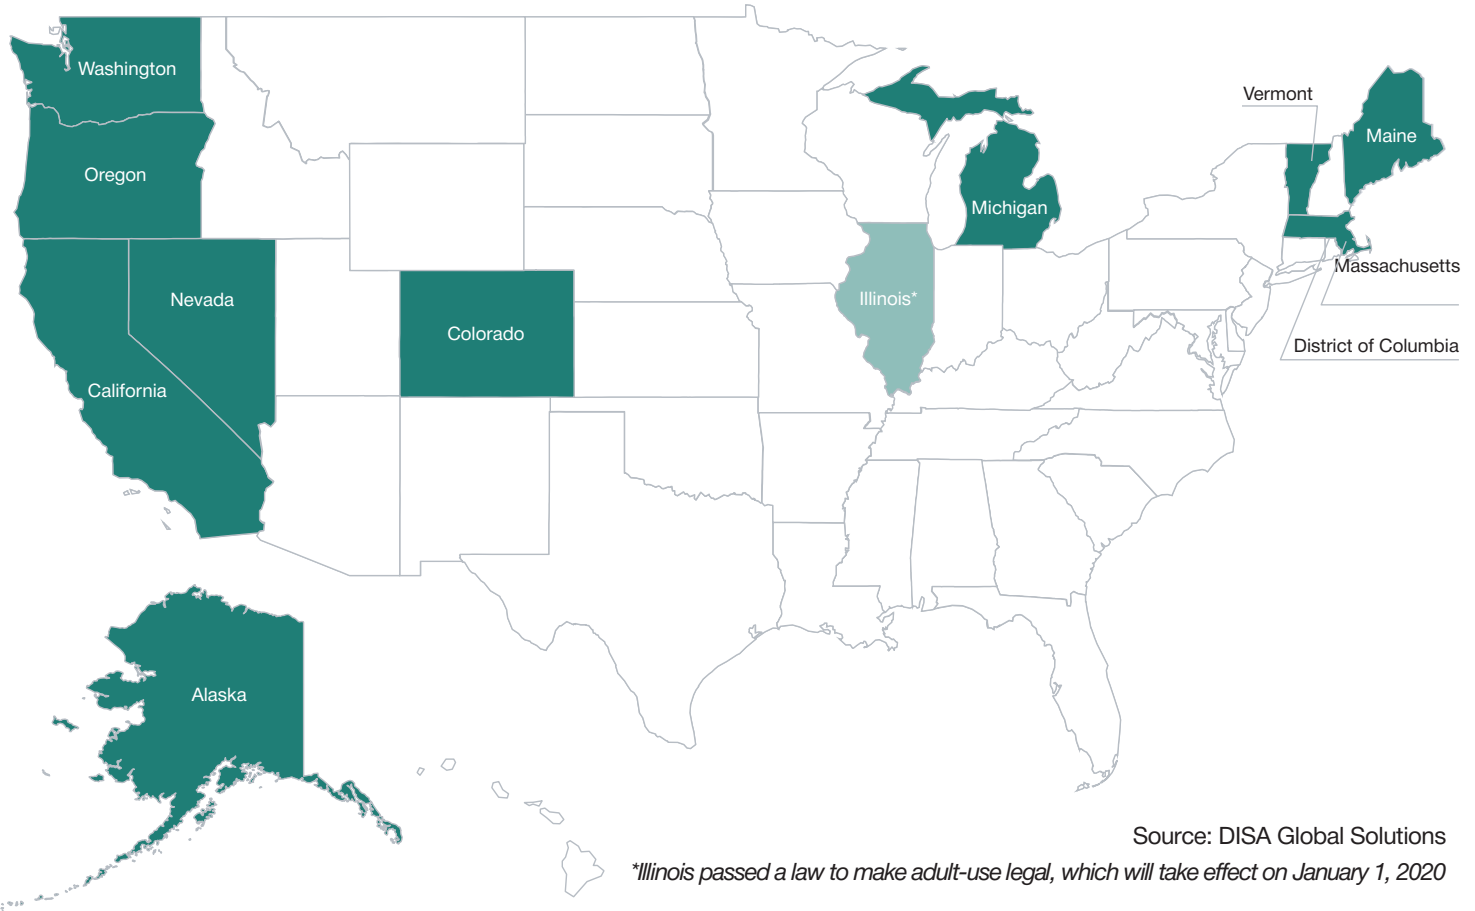 Washington
Vermont
Maine
Oregon
Michigan
Massachusetts
Nevada
Illinois*
Colorado
District of Columbia
California
Alaska
Source: DISA Global Solutions
*Illinois passed a law to make adult-use legal, which will take effect on January 1, 2020